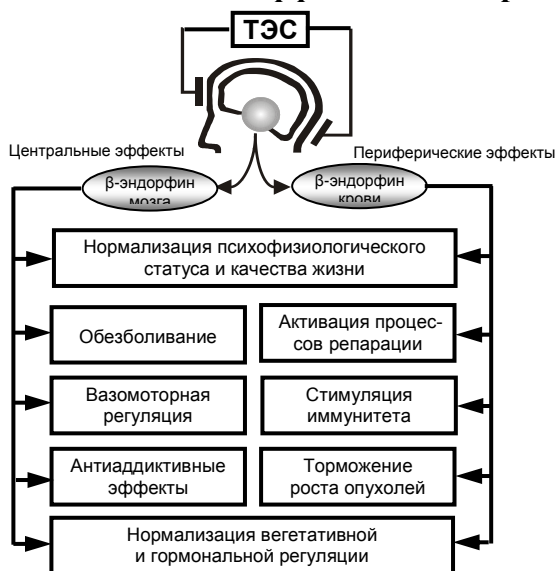 ТЭС
Центральные эффекты
Периферические эффекты
β-эндорфин
мозга
β-эндорфин
крови
Нормализация психофизиологического
статуса и качества жизни
Обезболивание
Активация процес-
сов репарации
Вазомоторная
регуляция
Стимуляция
иммунитета
Антиаддиктивные
эффекты
Торможение
роста опухолей
Нормализация вегетативной
и гормональной регуляции